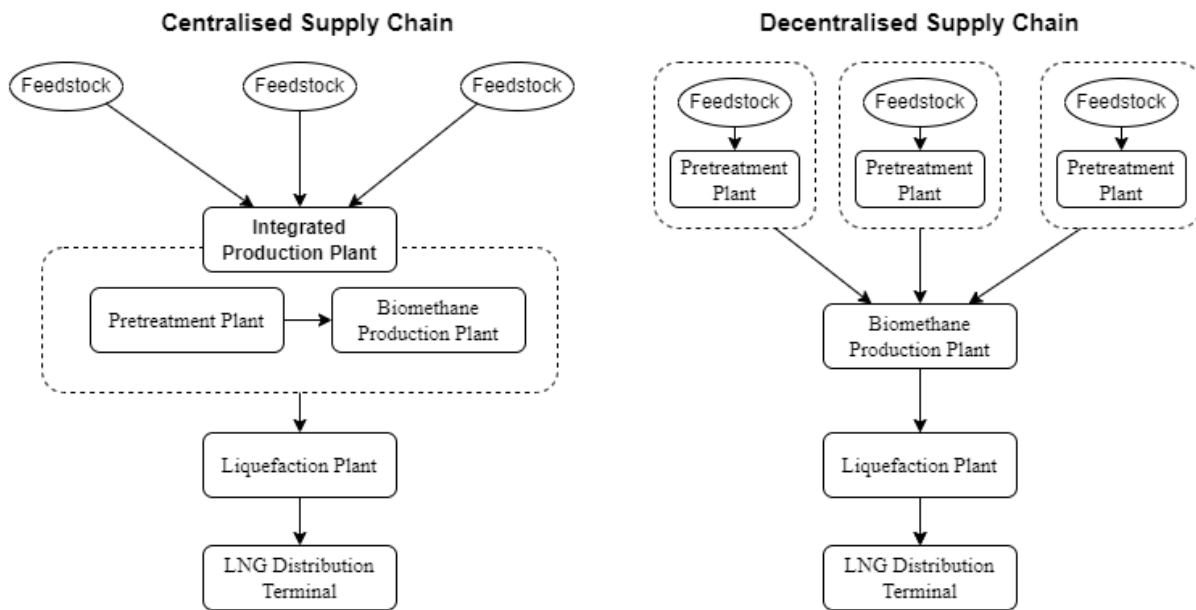 Centralised Supply Chain
Feedstock
Feedstock
Feedstock
Integrated
Production Plant
Pretreatment Plant
Biomethane
Production Plant
Liquefaction Plant
LNG Distribution
Terminal
Decentralised Supply Chain
Feedstock
Feedstock
Feedstock
Pretreatment
Plant
Pretreatment
Plant
Pretreatment
Plant
Biomethane
Production Plant
Liquefaction Plant
LNG Distribution
Terminal